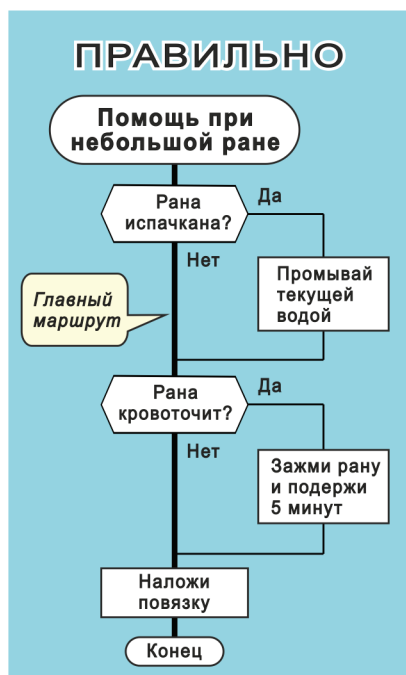 ПРАВИЛЬНО
Помощь при
небольшой ране
Рана
испачкана?
Да
Нет
Промывай
текущей
водой
Главный
маршрут
Рана
кровоточит?
Да
Нет
Зажми рану
и подержи
5 минут
Наложи
повязку
Конец